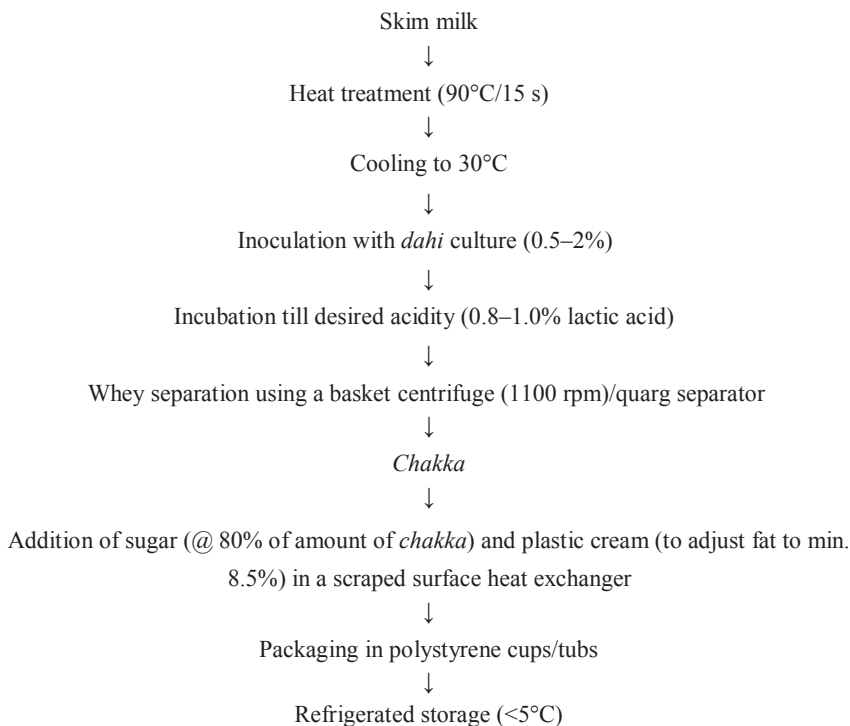 Skim milk
↓
Heat treatment (90°C/15 s)
↓
Cooling to 30°C
↓
Inoculation with dahi culture (0.5–2%)
↓
Incubation till desired acidity (0.8–1.0% lactic acid)
↓
Whey separation using a basket centrifuge (1100 rpm)/quarg separator
↓
Chakka
↓
Addition of sugar (@ 80% of amount of chakka) and plastic cream (to adjust fat to min.
8.5%) in a scraped surface heat exchanger
↓
Packaging in polystyrene cups/tubs
↓
Refrigerated storage (<5°C)